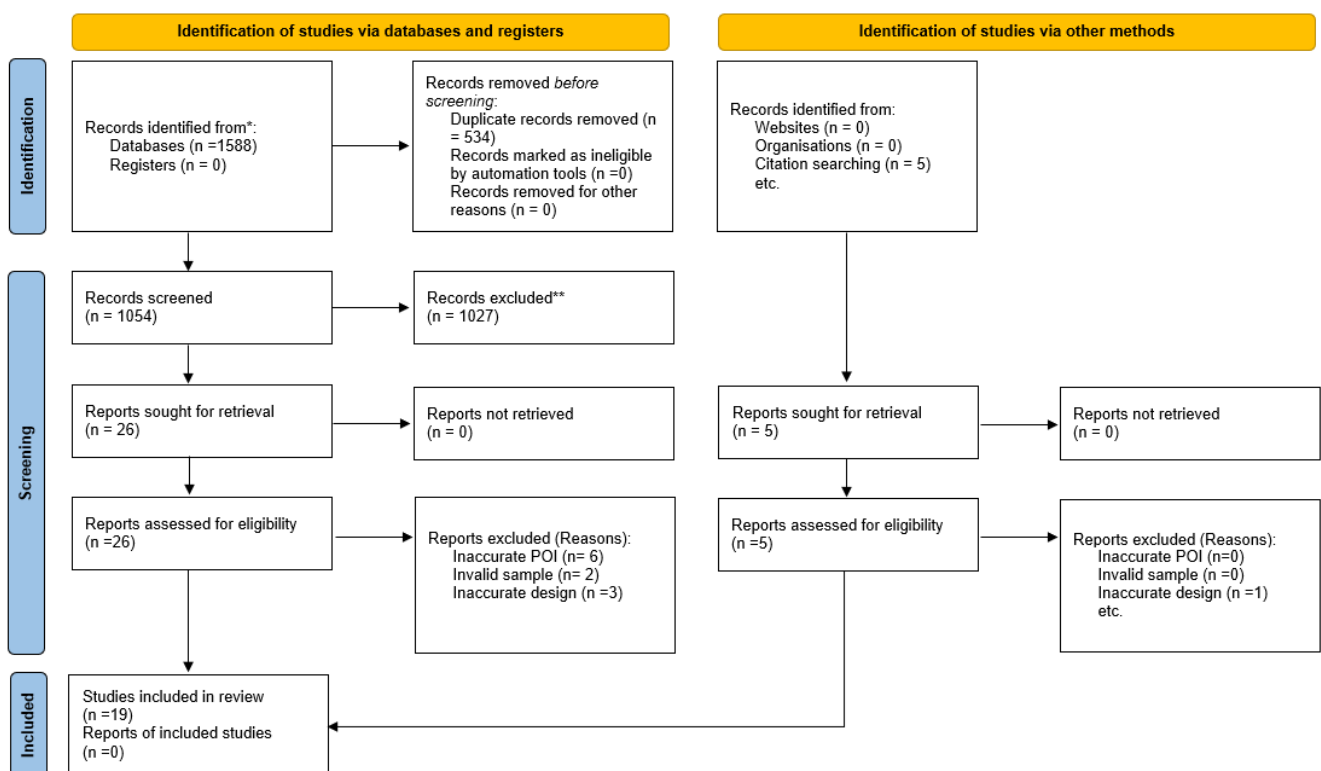 Identification of studies via databases and registers
Identification of studies via other methods
Identification
Records identified from*:
Databases (n =1588)
Registers (n = 0)
Records removed before
screening:
Duplicate records removed (n
= 534)
Records marked as ineligible
by automation tools (n =0)
Records removed for other
reasons (n = 0)
Records identified from:
Websites (n = 0)
Organisations (n = 0)
Citation searching (n = 5)
etc.
Screening
Records screened
(n = 1054)
Records excluded**
(n = 1027)
Reports sought for retrieval
(n = 26)
Reports not retrieved
(n = 0)
Reports sought for retrieval
(n = 5)
Reports not retrieved
(n = 0)
Reports assessed for eligibility
(n =26)
Reports excluded (Reasons):
Inaccurate POI (n= 6)
Invalid sample (n= 2)
Inaccurate design (n =3)
Reports assessed for eligibility
(n =5)
Reports excluded (Reasons):
Inaccurate POI (n=0)
Invalid sample (n =0)
Inaccurate design (n =1)
etc.
Included
Studies included in review
(n =19)
Reports of included studies
(n =0)